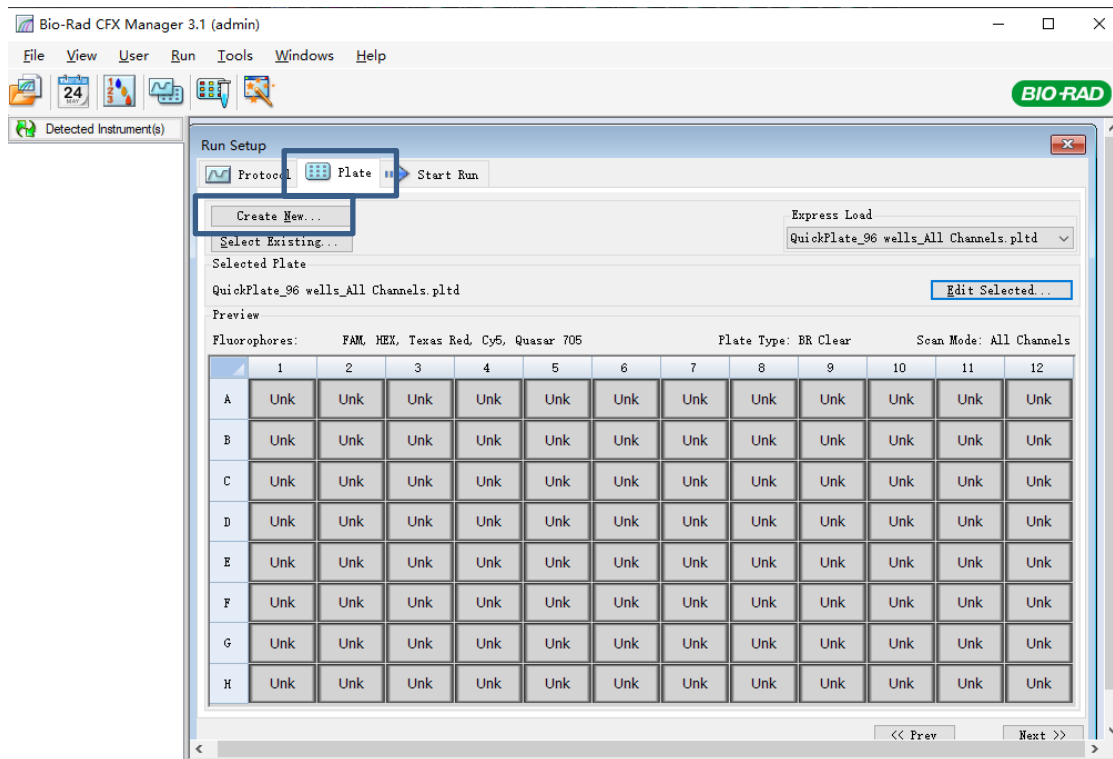 Bio-Rad CFX Manager 3.1 (admin)
File View User Run Tools Windows Help
24
MAY
1
2
3
BIO-RAD
Detected Instrument(s)
Run Setup
Protocol Plate Start Run
Create New...
Express Load
Select Existing...
QuickPlate_96 wells_All Channels.pltd
Selected Plate
QuickPlate_96 wells_All Channels.pltd
Edit Selected...
Preview
Fluorophores: FAM, HEX, Texas Red, Cy5, Quasar 705 Plate Type: BR Clear Scan Mode: All Channels
1 2 3 4 5 6 7 8 9 10 11 12
A Unk Unk Unk Unk Unk Unk Unk Unk Unk Unk Unk Unk
B Unk Unk Unk Unk Unk Unk Unk Unk Unk Unk Unk Unk
C Unk Unk Unk Unk Unk Unk Unk Unk Unk Unk Unk Unk
D Unk Unk Unk Unk Unk Unk Unk Unk Unk Unk Unk Unk
E Unk Unk Unk Unk Unk Unk Unk Unk Unk Unk Unk Unk
F Unk Unk Unk Unk Unk Unk Unk Unk Unk Unk Unk Unk
G Unk Unk Unk Unk Unk Unk Unk Unk Unk Unk Unk Unk
H Unk Unk Unk Unk Unk Unk Unk Unk Unk Unk Unk Unk
<< Prev Next >>